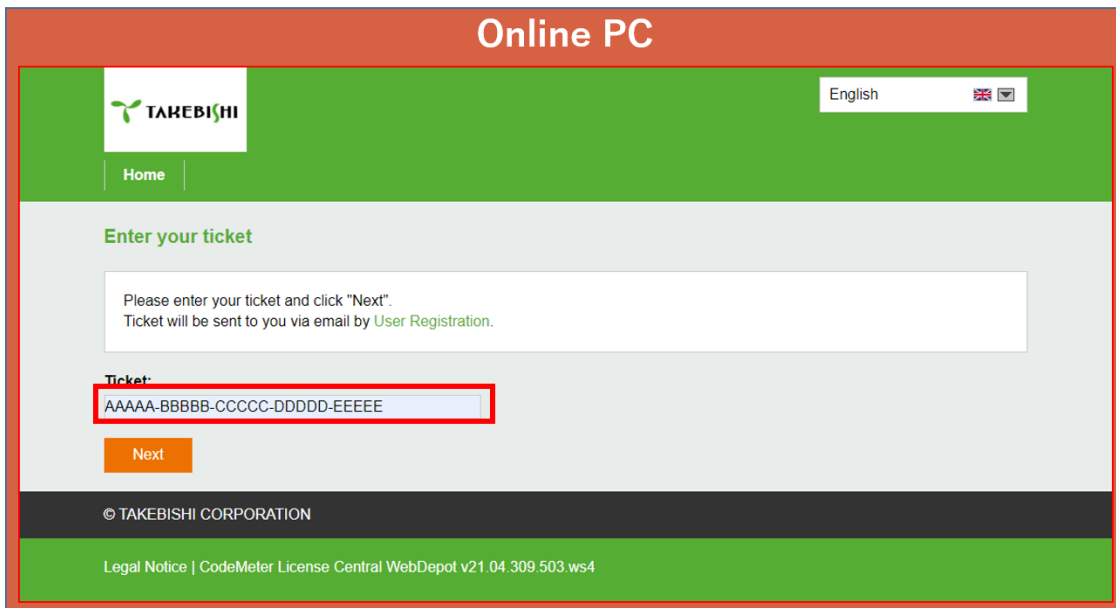 Online PC
TAKEBISHI
English
Home
Enter your ticket
Please enter your ticket and click "Next".
Ticket will be sent to you via email by User Registration.
Ticket:
AAAAA-BBBBB-CCCCC-DDDDD-EEEEE
Next
© TAKEBISHI CORPORATION
Legal Notice | CodeMeter License Central WebDepot v21.04.309.503.ws4